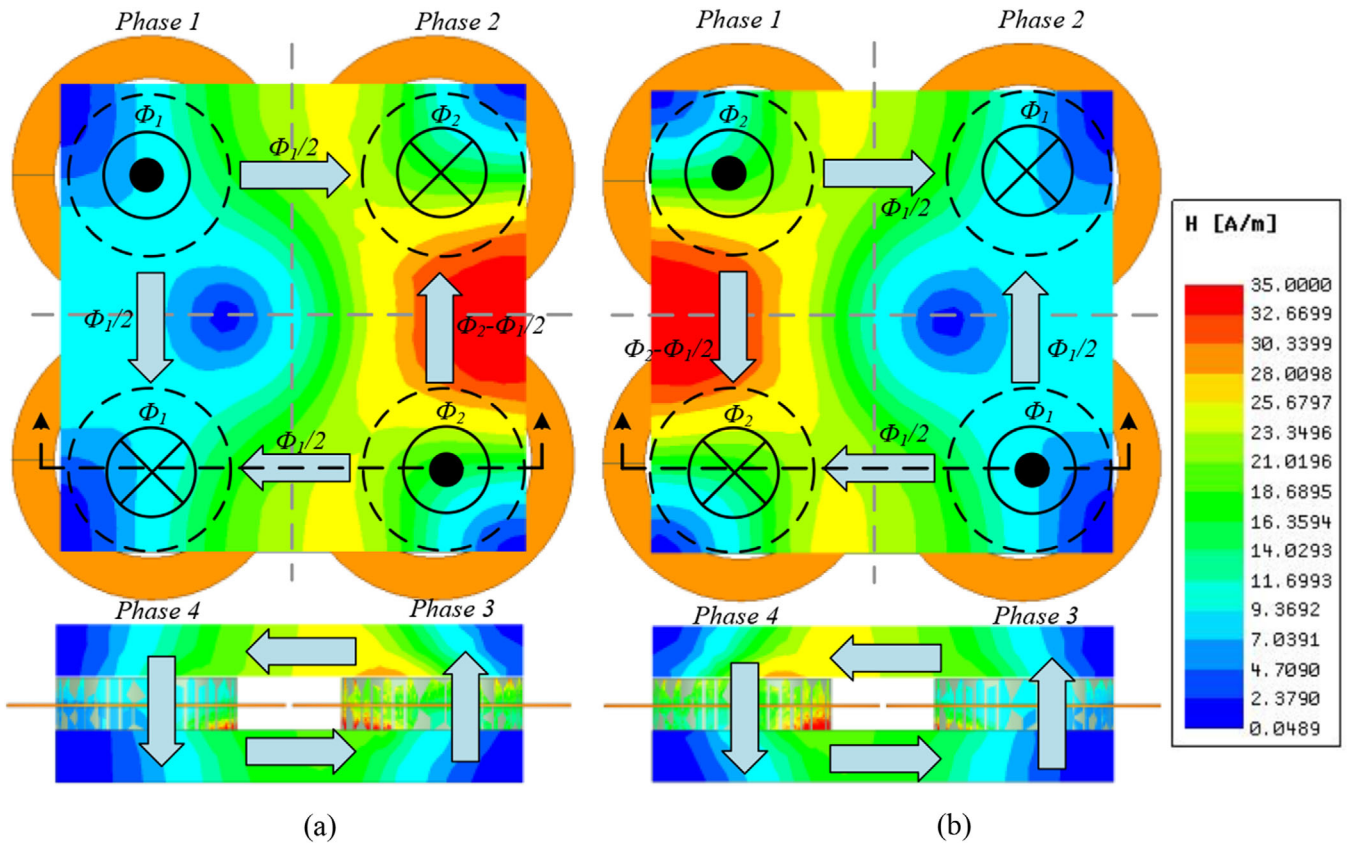 Phase 1
Phase 2
Φ1
Φ2
Φ1/2
Φ1/2
Φ2-Φ1/2
Φ1
Φ2
Φ1/2
Phase 4
Phase 3
(a)
Phase 1
Phase 2
Φ2
Φ1
Φ1/2
Φ2-Φ1/2
Φ1/2
Φ2
Φ1
Φ1/2
Phase 4
Phase 3
(b)
H [A/m]
35.0000
32.6699
30.3399
28.0098
25.6797
23.3496
21.0196
18.6895
16.3594
14.0293
11.6993
9.3692
7.0391
4.7090
2.3790
0.0489